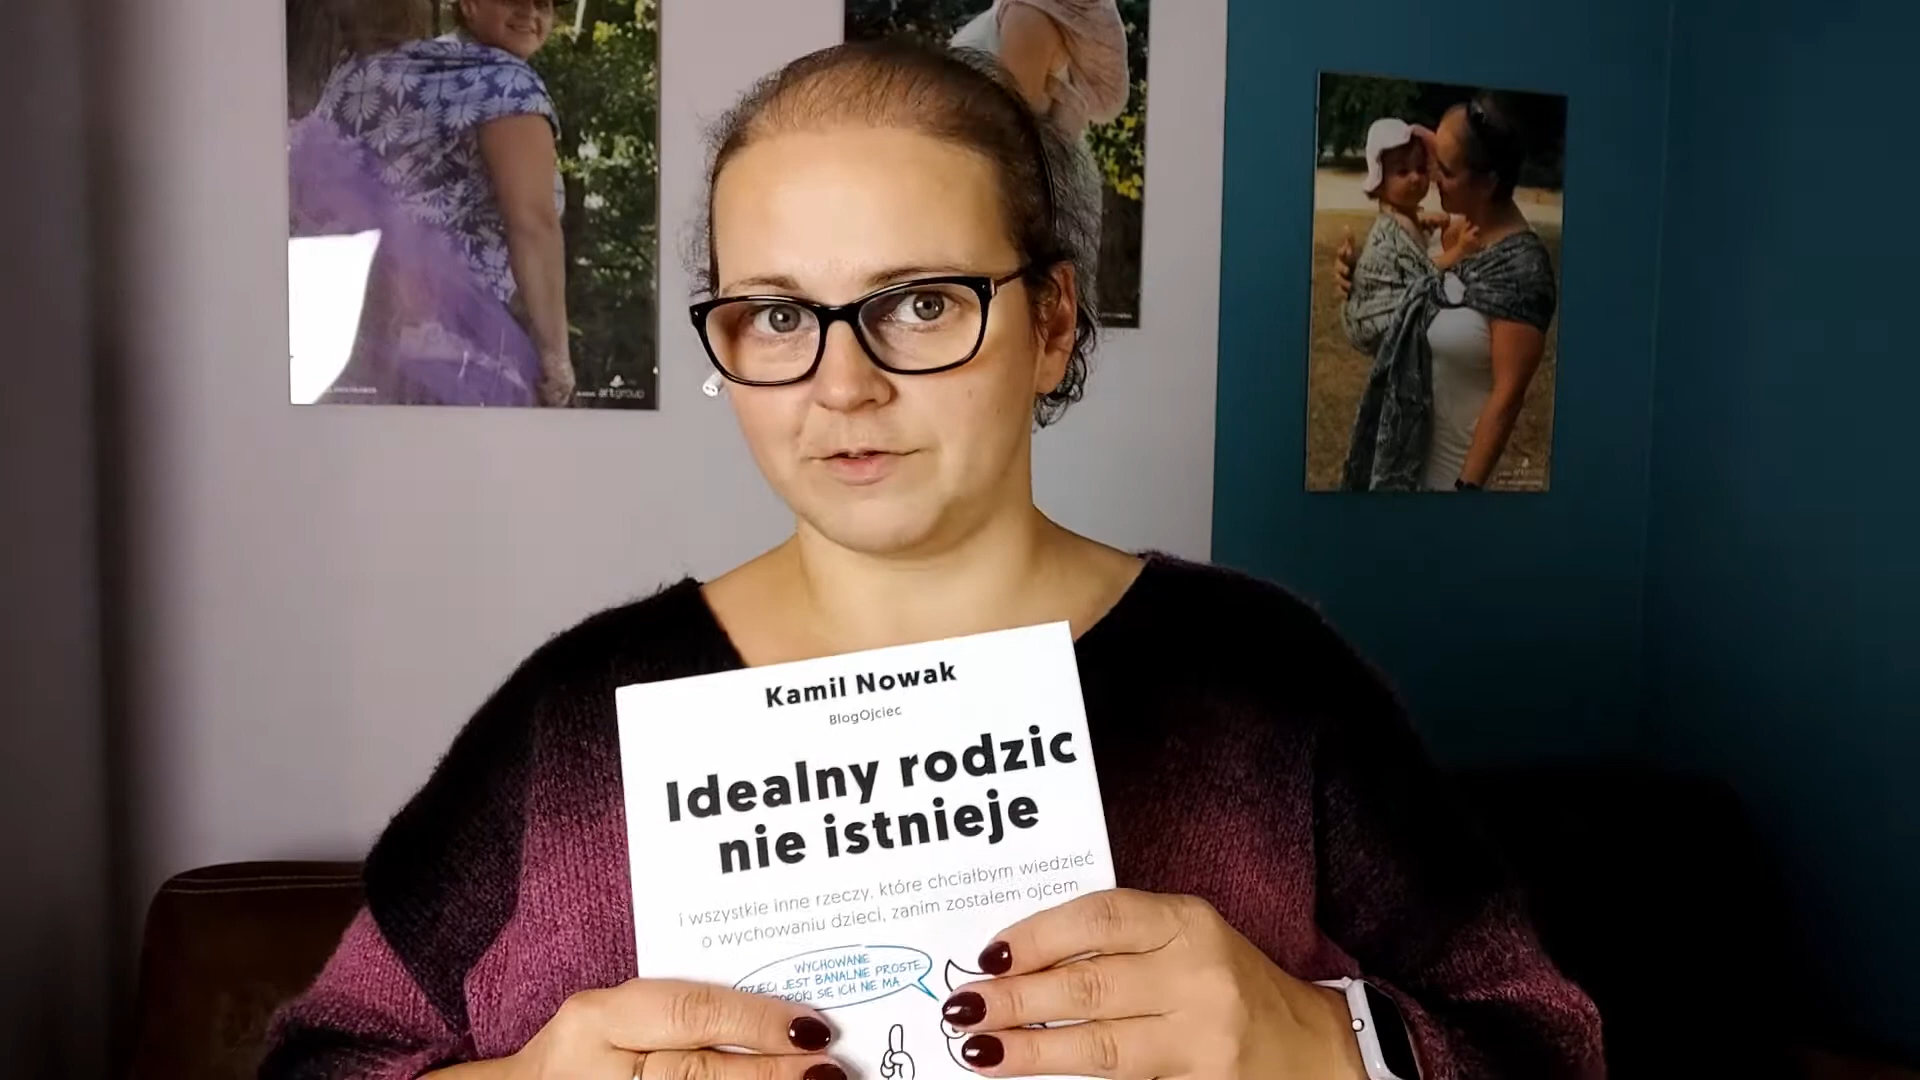 Kamil Nowak
BlogOjciec
Idealny rodzic
nie istnieje
i wszystkie inne rzeczy, które chciałbym wiedzieć
o wychowaniu dzieci, zanim zostałem ojcem
WYCHOWANIE
DZIECI JEST BANALNIE PROSTE
DOPÓKI SIĘ ICH NIE MA
artgroup